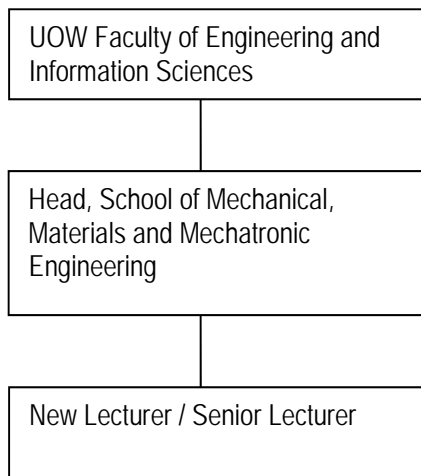 UOW Faculty of Engineering and
Information Sciences
Head, School of Mechanical,
Materials and Mechatronic
Engineering
New Lecturer / Senior Lecturer